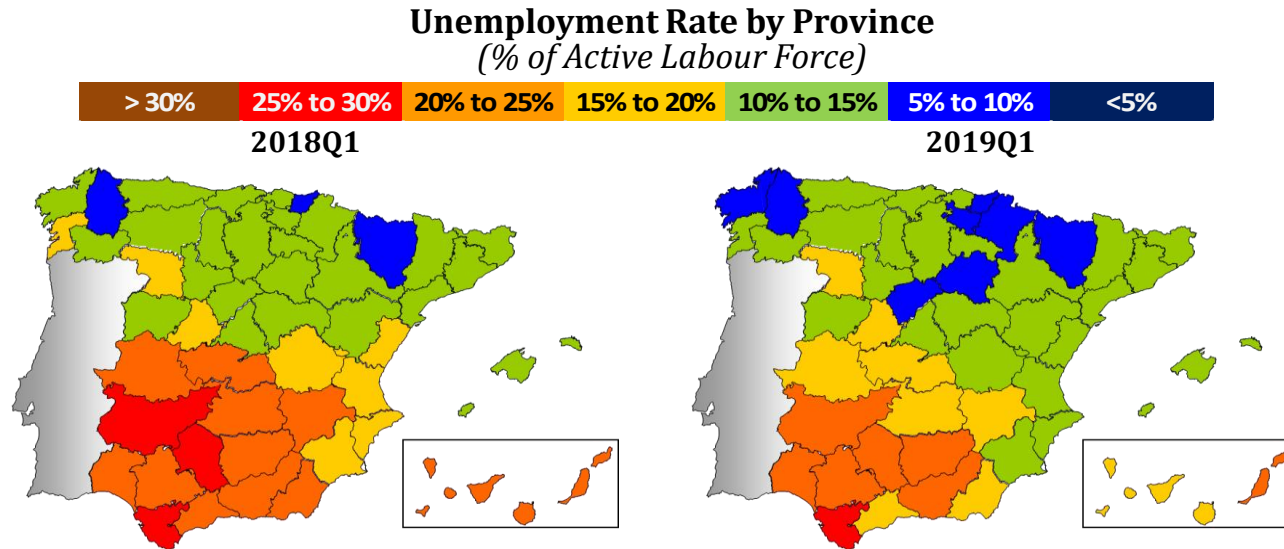 Unemployment Rate by Province
(% of Active Labour Force)
> 30% 25% to 30% 20% to 25% 15% to 20% 10% to 15% 5% to 10% <5%
2018Q1 2019Q1